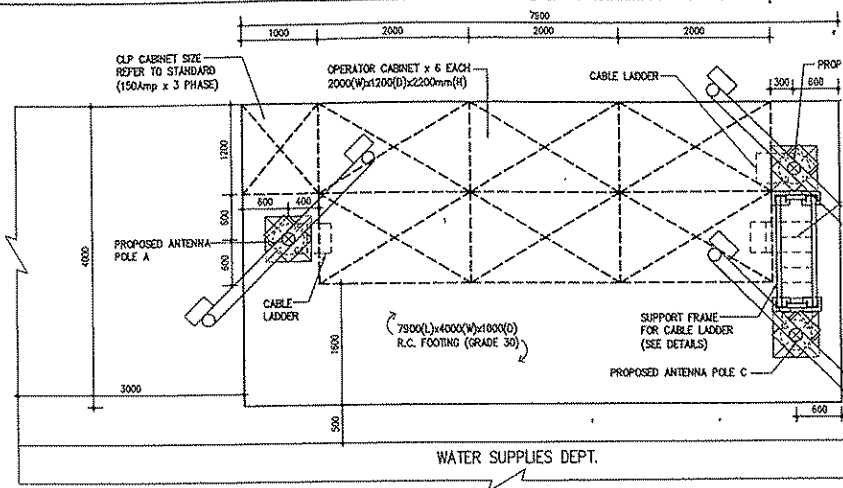 7900
1000
2000
2000
2000
CLP CABINET SIZE
REFER TO STANDARD
(150Amp x 3 PHASE)
OPERATOR CABINET x 6 EACH
2000(W)x1200(D)x2200mm(H)
CABLE LADDER
PROP
300
600
1200
600
400
600
600
4000
PROPOSED ANTENNA
POLE A
CABLE
LADDER
7900(L)x4000(W)x1000(D)
R.C. FOOTING (GRADE 30)
SUPPORT FRAME
FOR CABLE LADDER
(SEE DETAILS)
PROPOSED ANTENNA POLE C
1600
3000
500
600
WATER SUPPLIES DEPT.